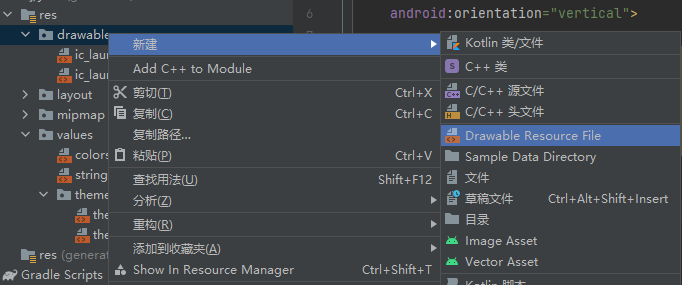 res
drawable
ic_laun
ic_laun
layout
mipmap
values
colors
string
theme
the
the
res (genera
Gradle Scripts
6
android:orientation="vertical">
新建
Add C++ to Module
剪切(T) Ctrl+X
复制(C) Ctrl+C
复制路径...
粘贴(P) Ctrl+V
查找用法(U) Shift+F12
分析(Z)
重构(R)
添加到收藏夹(A)
Show In Resource Manager Ctrl+Shift+T
Kotlin 类/文件
C++ 类
C/C++ 源文件
C/C++ 头文件
Drawable Resource File
Sample Data Directory
文件
草稿文件 Ctrl+Alt+Shift+Insert
目录
Image Asset
Vector Asset
Kotlin 脚本